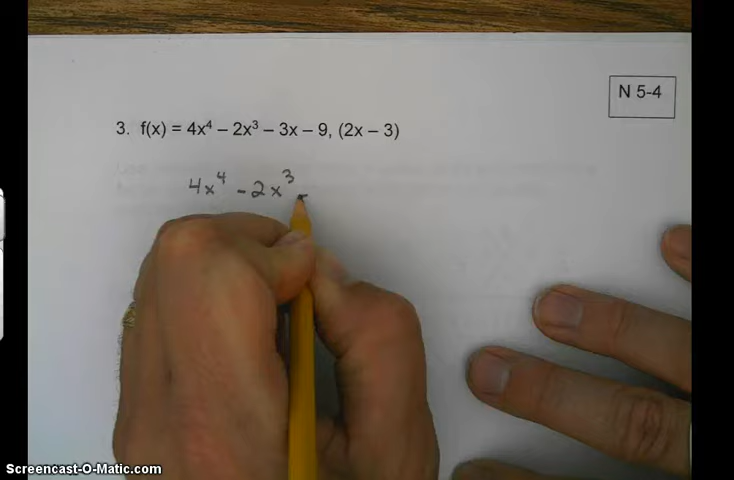 N 5-4
3. f(x) = 4x⁴ – 2x³ – 3x – 9, (2x – 3)
4x⁴ - 2x³ -
Screencast-O-Matic.com